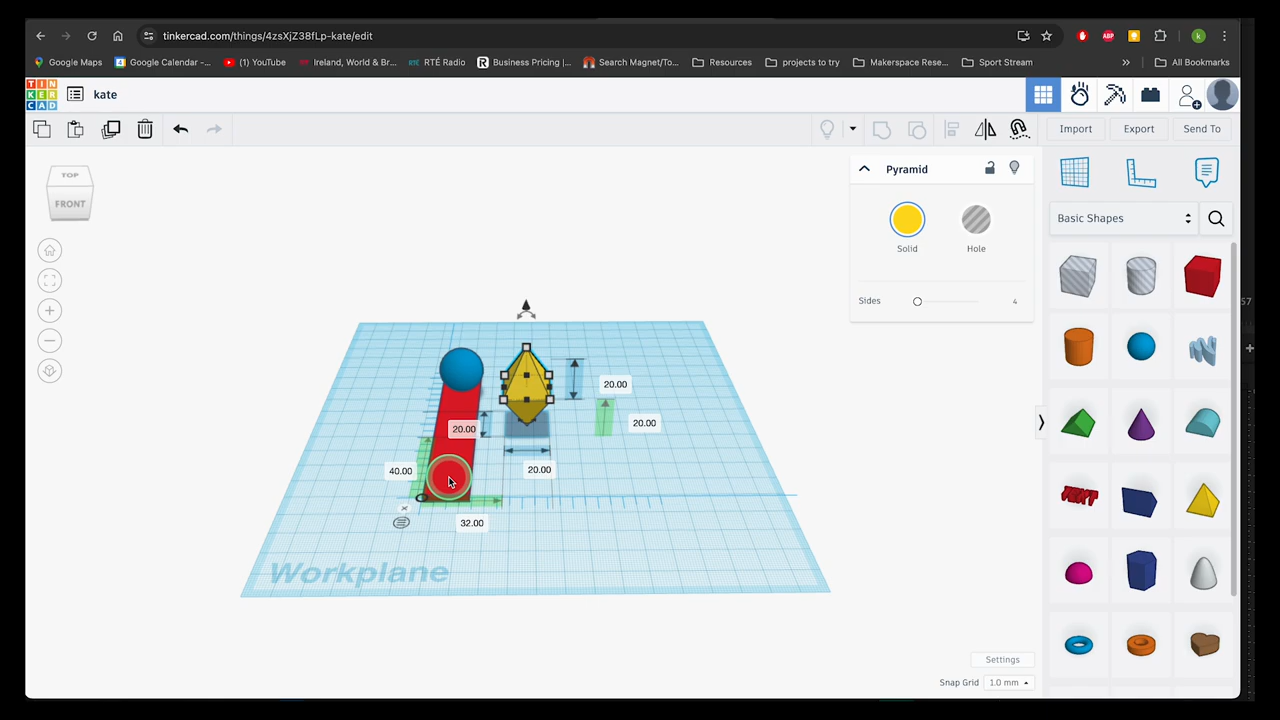 tinkercad.com/things/4zsXjZ38fLp-kate/edit
k
Google Maps
Google Calendar -...
(1) YouTube
Ireland, World & Br...
RTÉ Radio
Business Pricing |...
Search Magnet/To...
Resources
projects to try
Makerspace Rese...
Sport Stream
»
All Bookmarks
TIN
KER
CAD
kate
Import
Export
Send To
TOP
FRONT
Pyramid
Solid
Hole
Sides
4
Basic Shapes
TEXT
57
20.00
20.00
20.00
40.00
20.00
32.00
Workplane
Settings
Snap Grid
1.0 mm